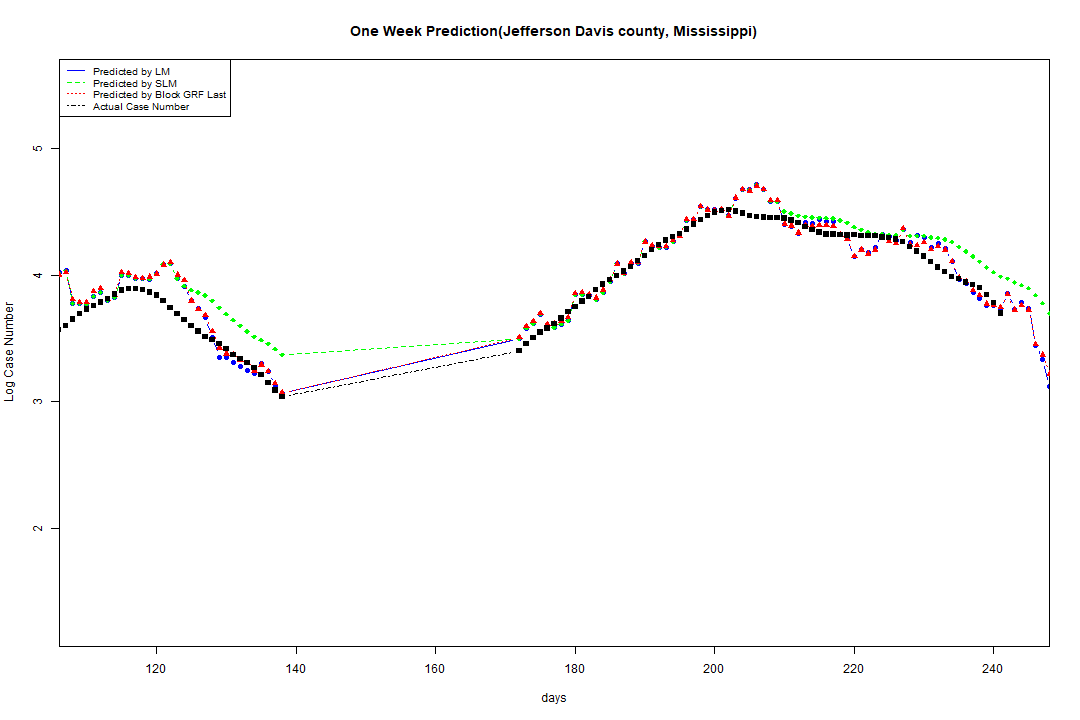 One Week Prediction(Jefferson Davis county, Mississippi)
Predicted by LM
Predicted by SLM
Predicted by Block GRF Last
Actual Case Number
5
4
3
2
Log Case Number
120 140 160 180 200 220 240
days